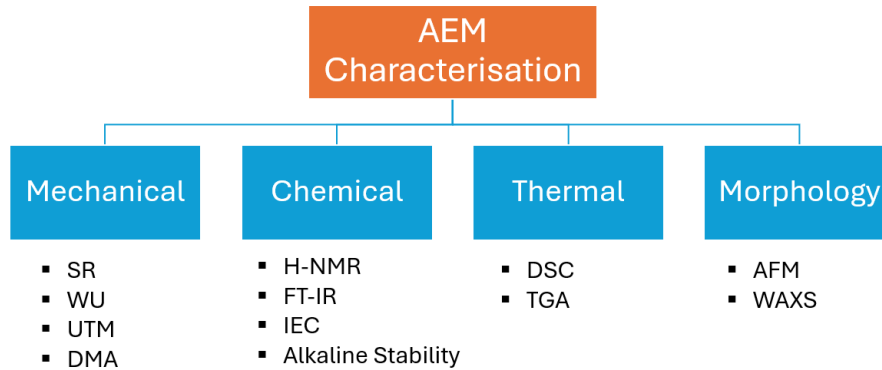 AEM
Characterisation
Mechanical
▪ SR
▪ WU
▪ UTM
▪ DMA
Chemical
▪ H-NMR
▪ FT-IR
▪ IEC
▪ Alkaline Stability
Thermal
▪ DSC
▪ TGA
Morphology
▪ AFM
▪ WAXS